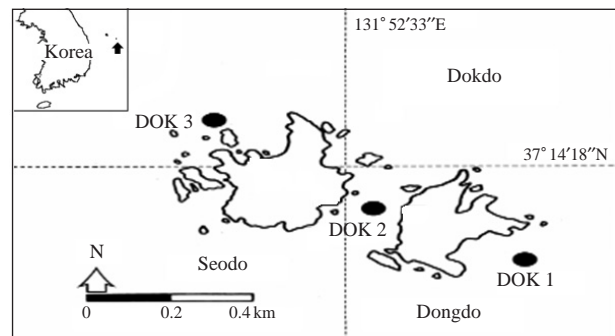 131° 52′33″E
Korea
Dokdo
DOK 3
37° 14′18″N
DOK 2
N
Seodo
DOK 1
0 0.2 0.4 km
Dongdo